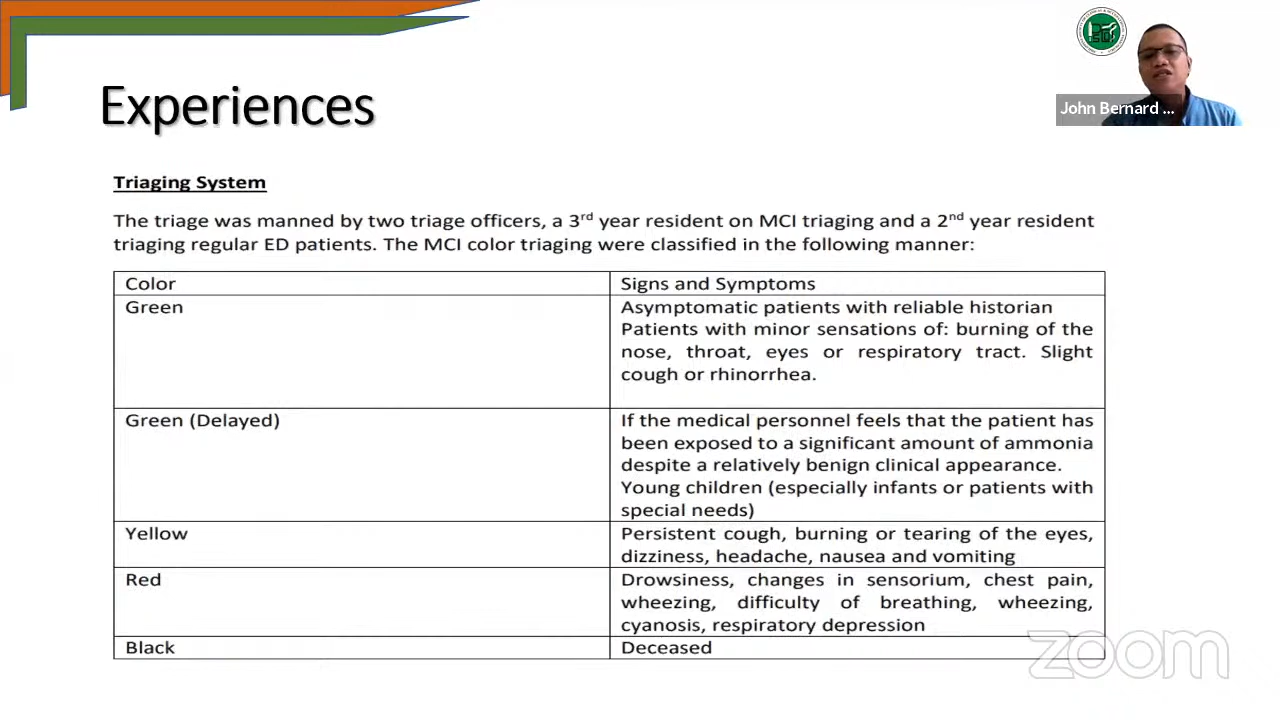 Experiences
John Bernard ...
Triaging System
The triage was manned by two triage officers, a 3rd year resident on MCI triaging and a 2nd year resident
triaging regular ED patients. The MCI color triaging were classified in the following manner:
Color
Signs and Symptoms
Green
Asymptomatic patients with reliable historian
Patients with minor sensations of: burning of the
nose, throat, eyes or respiratory tract. Slight
cough or rhinorrhea.
Green (Delayed)
If the medical personnel feels that the patient has
been exposed to a significant amount of ammonia
despite a relatively benign clinical appearance.
Young children (especially infants or patients with
special needs)
Yellow
Persistent cough, burning or tearing of the eyes,
dizziness, headache, nausea and vomiting
Red
Drowsiness, changes in sensorium, chest pain,
wheezing, difficulty of breathing, wheezing,
cyanosis, respiratory depression
Black
Deceased
zoom